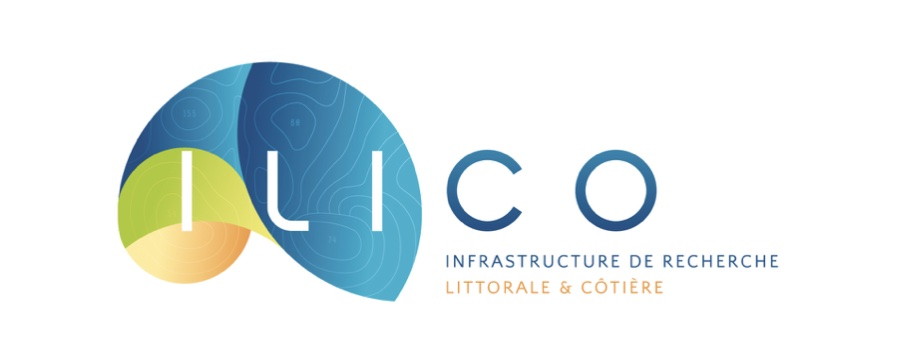 ILICO
INFRASTRUCTURE DE RECHERCHE
LITTORALE & CÔTIÈRE